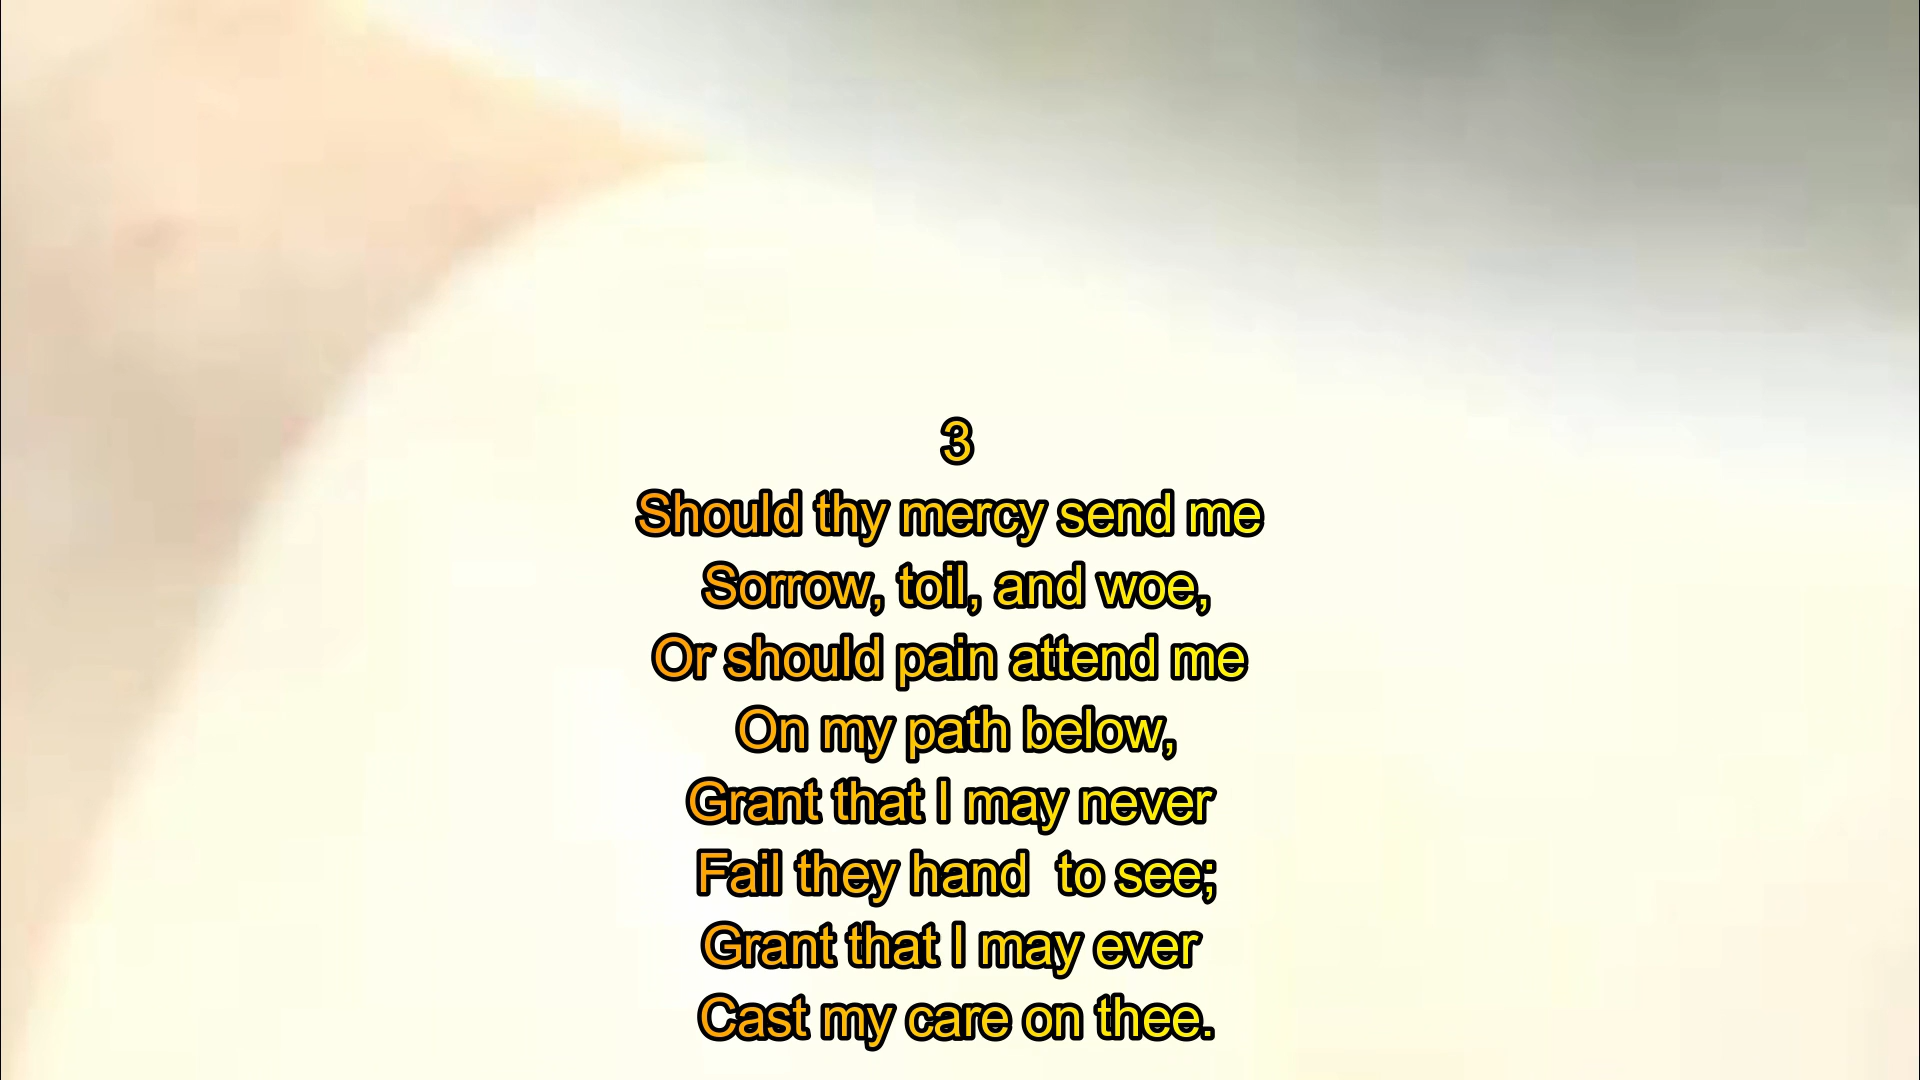 3
Should thy mercy send me
Sorrow, toil, and woe,
Or should pain attend me
On my path below,
Grant that I may never
Fail they hand  to see;
Grant that I may ever
Cast my care on thee.